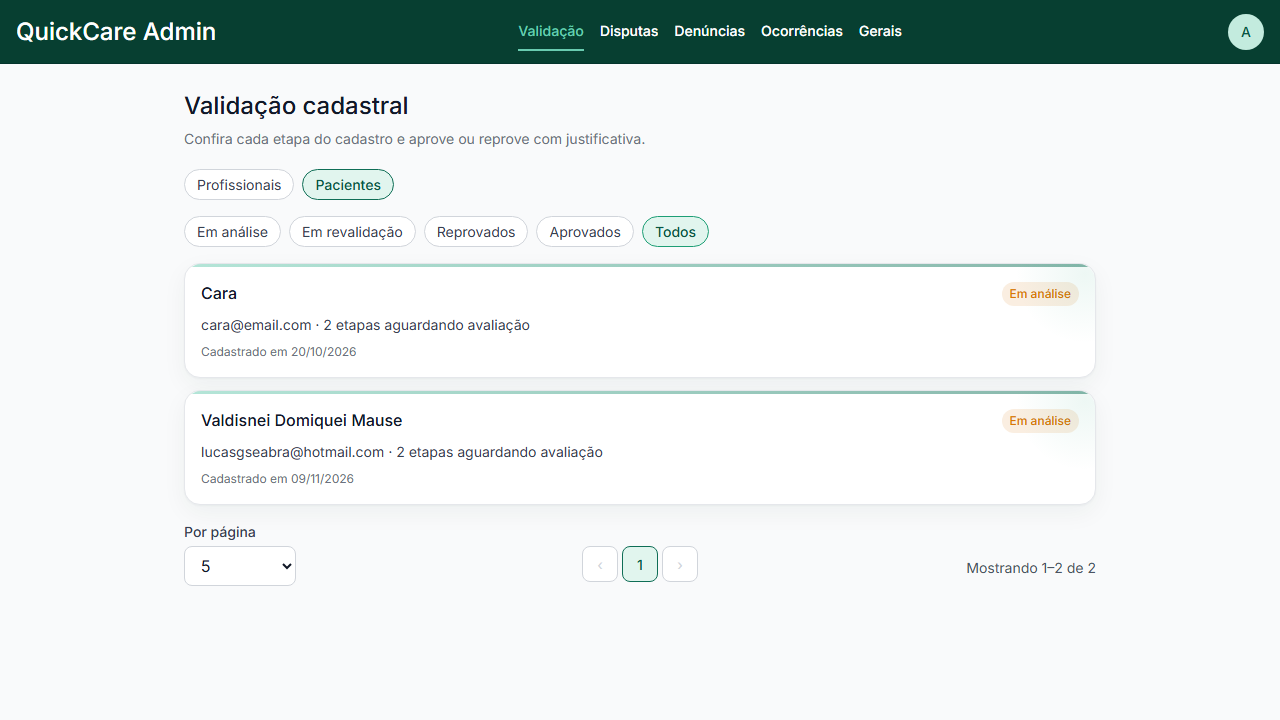 QuickCare Admin
Validação Disputas Denúncias Ocorrências Gerais
A
Validação cadastral
Confira cada etapa do cadastro e aprove ou reprove com justificativa.
Profissionais Pacientes
Em análise Em revalidação Reprovados Aprovados Todos
Cara Em análise
cara@email.com · 2 etapas aguardando avaliação
Cadastrado em 20/10/2026
Valdisnei Domiquei Mause Em análise
lucasgseabra@hotmail.com · 2 etapas aguardando avaliação
Cadastrado em 09/11/2026
Por página
5 ‹ 1 › Mostrando 1–2 de 2